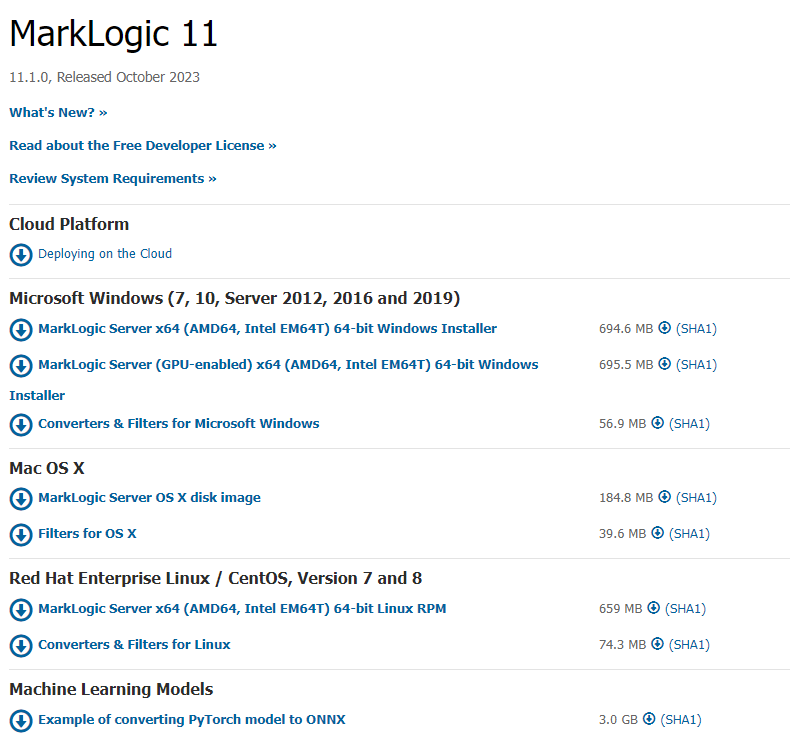 MarkLogic 11
11.1.0, Released October 2023
What's New? »
Read about the Free Developer License »
Review System Requirements »
Cloud Platform
Deploying on the Cloud
Microsoft Windows (7, 10, Server 2012, 2016 and 2019)
MarkLogic Server x64 (AMD64, Intel EM64T) 64-bit Windows Installer 694.6 MB (SHA1)
MarkLogic Server (GPU-enabled) x64 (AMD64, Intel EM64T) 64-bit Windows 695.5 MB (SHA1)
Installer
Converters & Filters for Microsoft Windows 56.9 MB (SHA1)
Mac OS X
MarkLogic Server OS X disk image 184.8 MB (SHA1)
Filters for OS X 39.6 MB (SHA1)
Red Hat Enterprise Linux / CentOS, Version 7 and 8
MarkLogic Server x64 (AMD64, Intel EM64T) 64-bit Linux RPM 659 MB (SHA1)
Converters & Filters for Linux 74.3 MB (SHA1)
Machine Learning Models
Example of converting PyTorch model to ONNX 3.0 GB (SHA1)